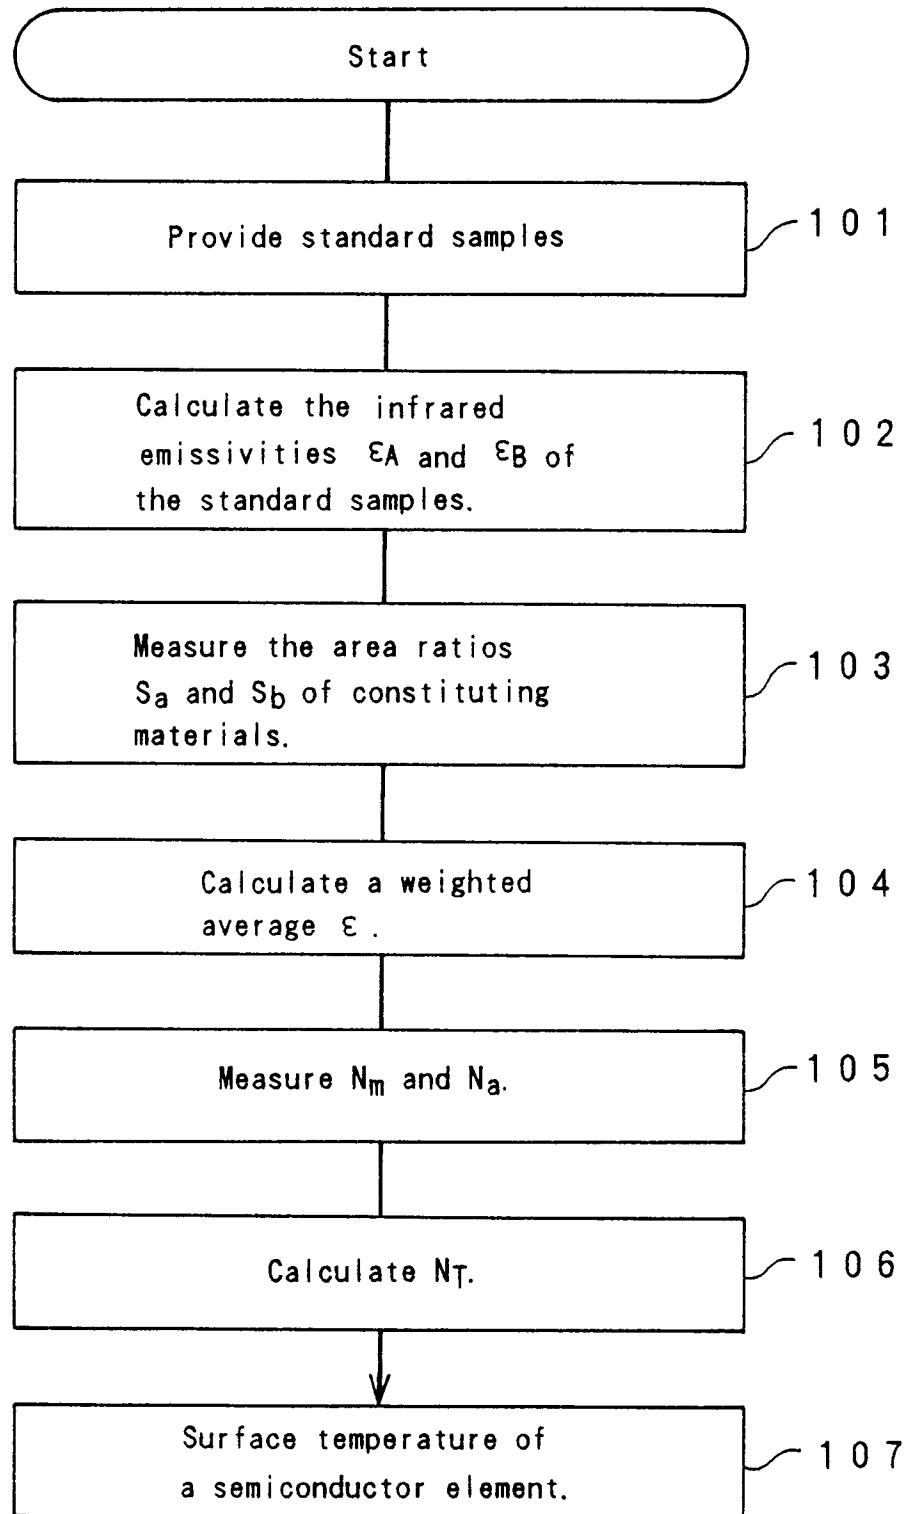 Start
Provide standard samples
101
Calculate the infrared
emissivities εA and εB of
the standard samples.
102
Measure the area ratios
Sa and Sb of constituting
materials.
103
Calculate a weighted
average ε.
104
Measure Nm and Na.
105
Calculate NT.
106
Surface temperature of
a semiconductor element.
107